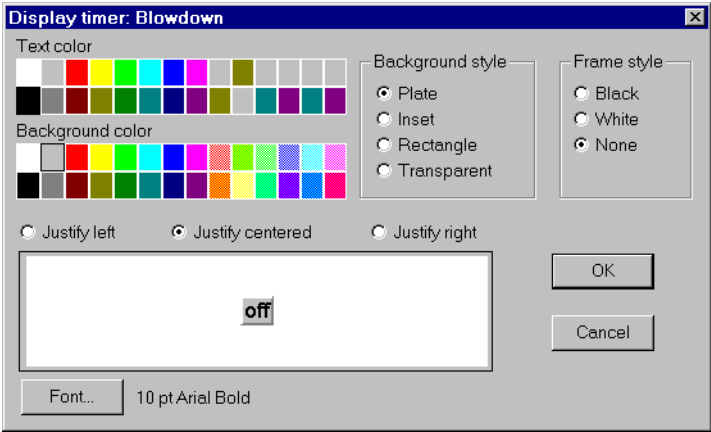 Display timer: Blowdown
Text color
Background color
Background style
Plate
Inset
Rectangle
Transparent
Frame style
Black
White
None
Justify left
Justify centered
Justify right
off
OK
Cancel
Font...
10 pt Arial Bold